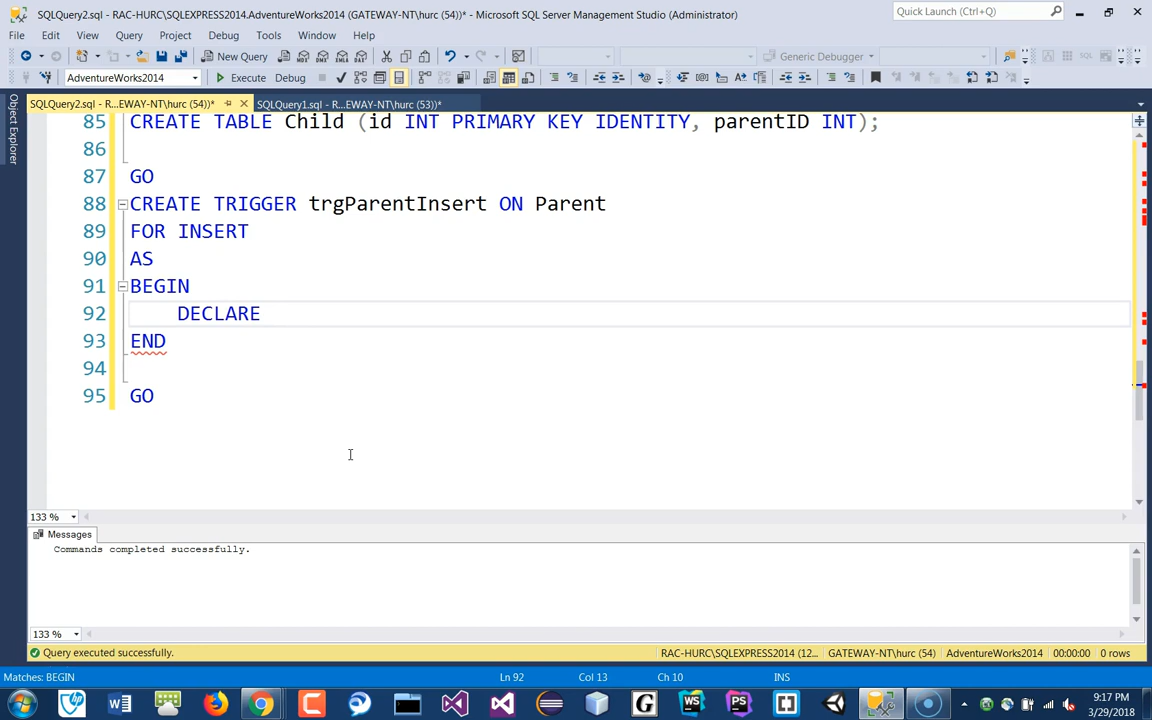 SQLQuery2.sql - RAC-HURC\SQLEXPRESS2014.AdventureWorks2014 (GATEWAY-NT\hurc (54))* - Microsoft SQL Server Management Studio (Administrator)
Quick Launch (Ctrl+Q)
File Edit View Query Project Debug Tools Window Help
New Query
Generic Debugger
AdventureWorks2014
Execute Debug
Object Explorer
SQLQuery2.sql - R...EWAY-NT\hurc (54))*
SQLQuery1.sql - R...EWAY-NT\hurc (53))*
85 CREATE TABLE Child (id INT PRIMARY KEY IDENTITY, parentID INT);
86
87 GO
88 CREATE TRIGGER trgParentInsert ON Parent
89 FOR INSERT
90 AS
91 BEGIN
92 DECLARE
93 END
94
95 GO
133 %
Messages
Commands completed successfully.
133 %
Query executed successfully.
RAC-HURC\SQLEXPRESS2014 (12... GATEWAY-NT\hurc (54) AdventureWorks2014 00:00:00 0 rows
Matches: BEGIN
Ln 92 Col 13 Ch 10 INS
9:17 PM
3/29/2018